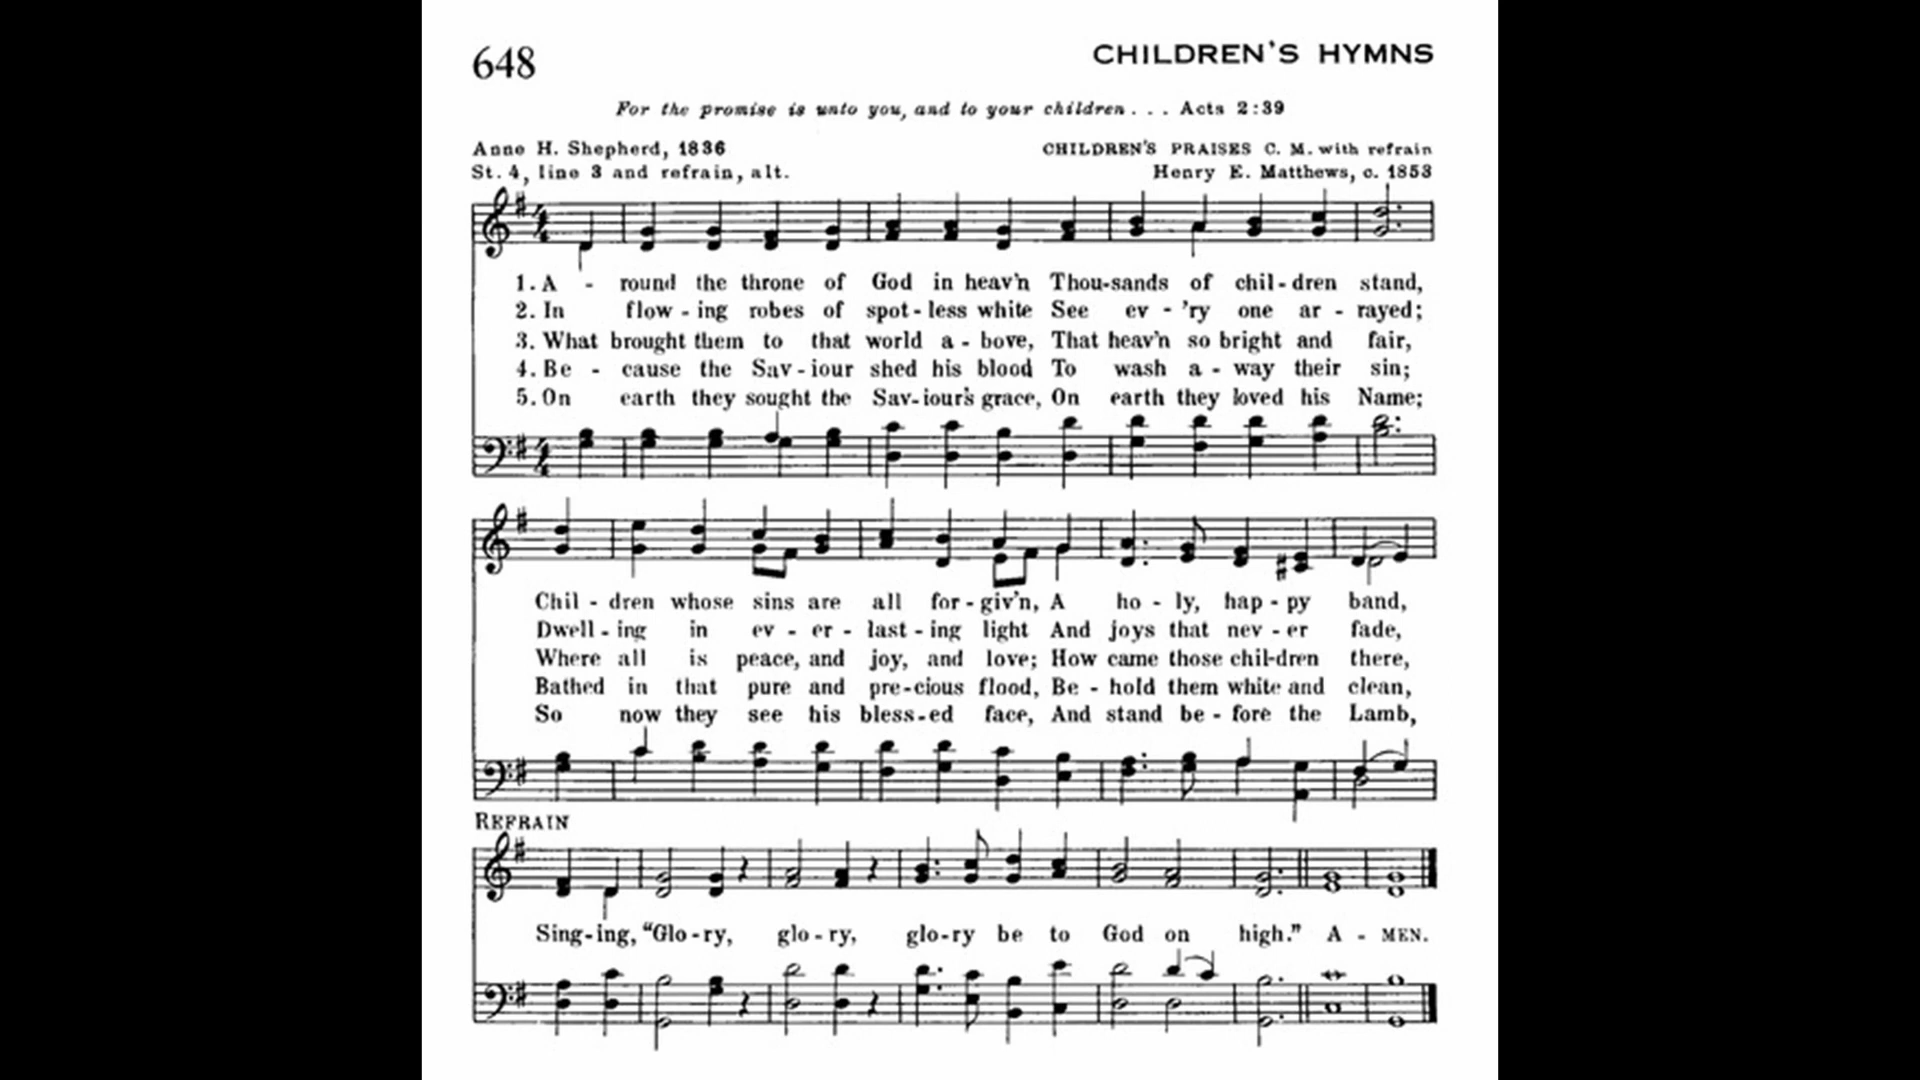 648 CHILDREN'S HYMNS
For the promise is unto you, and to your children . . . Acts 2:39
Anne H. Shepherd, 1836 CHILDREN'S PRAISES C. M. with refrain
St. 4, line 3 and refrain, alt. Henry E. Matthews, c. 1853
1. A - round the throne of God in heav'n Thou-sands of chil - dren stand,
2. In flow - ing robes of spot - less white See ev - 'ry one ar - rayed;
3. What brought them to that world a - bove, That heav'n so bright and fair,
4. Be - cause the Sav - iour shed his blood To wash a - way their sin;
5. On earth they sought the Sav-iour's grace, On earth they loved his Name;
Chil - dren whose sins are all for - giv'n, A ho - ly, hap - py band,
Dwell - ing in ev - er - last - ing light And joys that nev - er fade,
Where all is peace, and joy, and love; How came those chil-dren there,
Bathed in that pure and pre-cious flood, Be - hold them white and clean,
So now they see his bless-ed face, And stand be - fore the Lamb,
REFRAIN
Sing-ing, “Glo - ry, glo - ry, glo-ry be to God on high.” A - MEN.